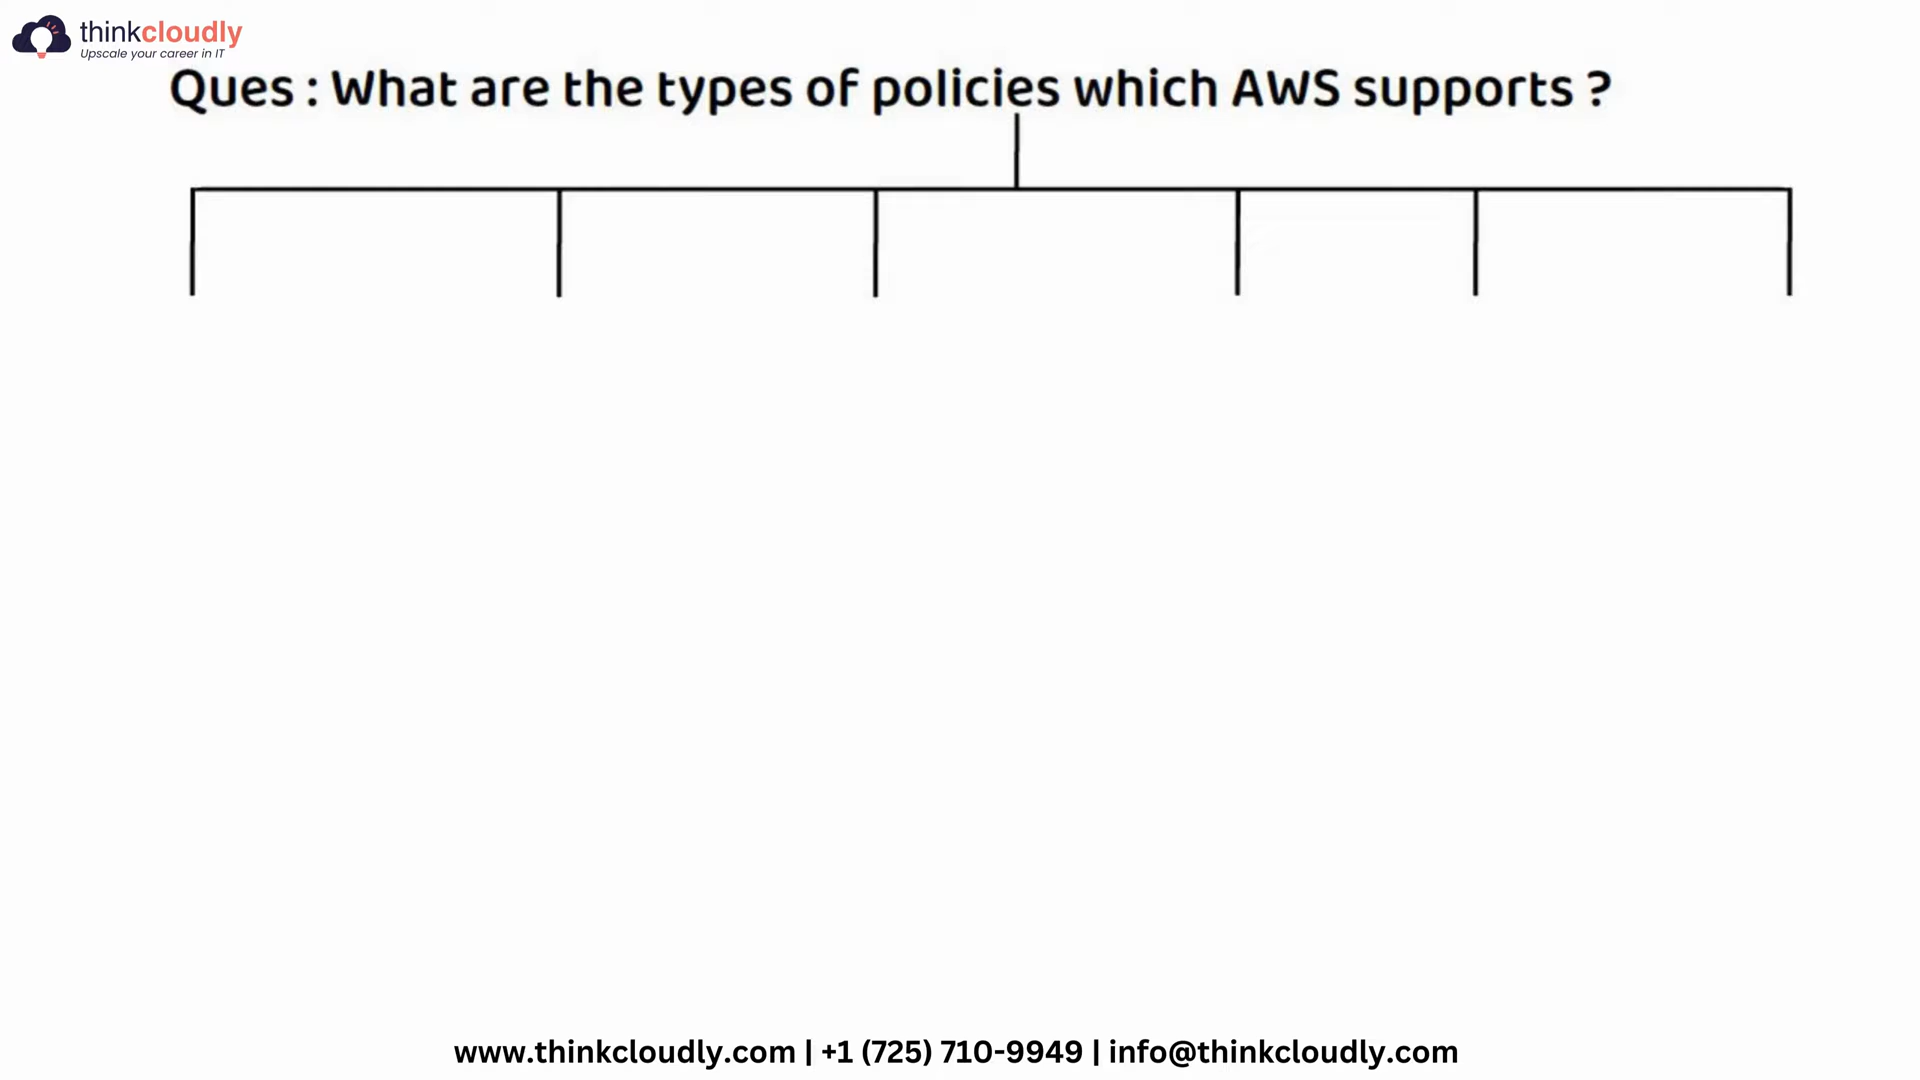 thinkcloudly
Upscale your career in IT
Ques : What are the types of policies which AWS supports ?
www.thinkcloudly.com | +1 (725) 710-9949 | info@thinkcloudly.com